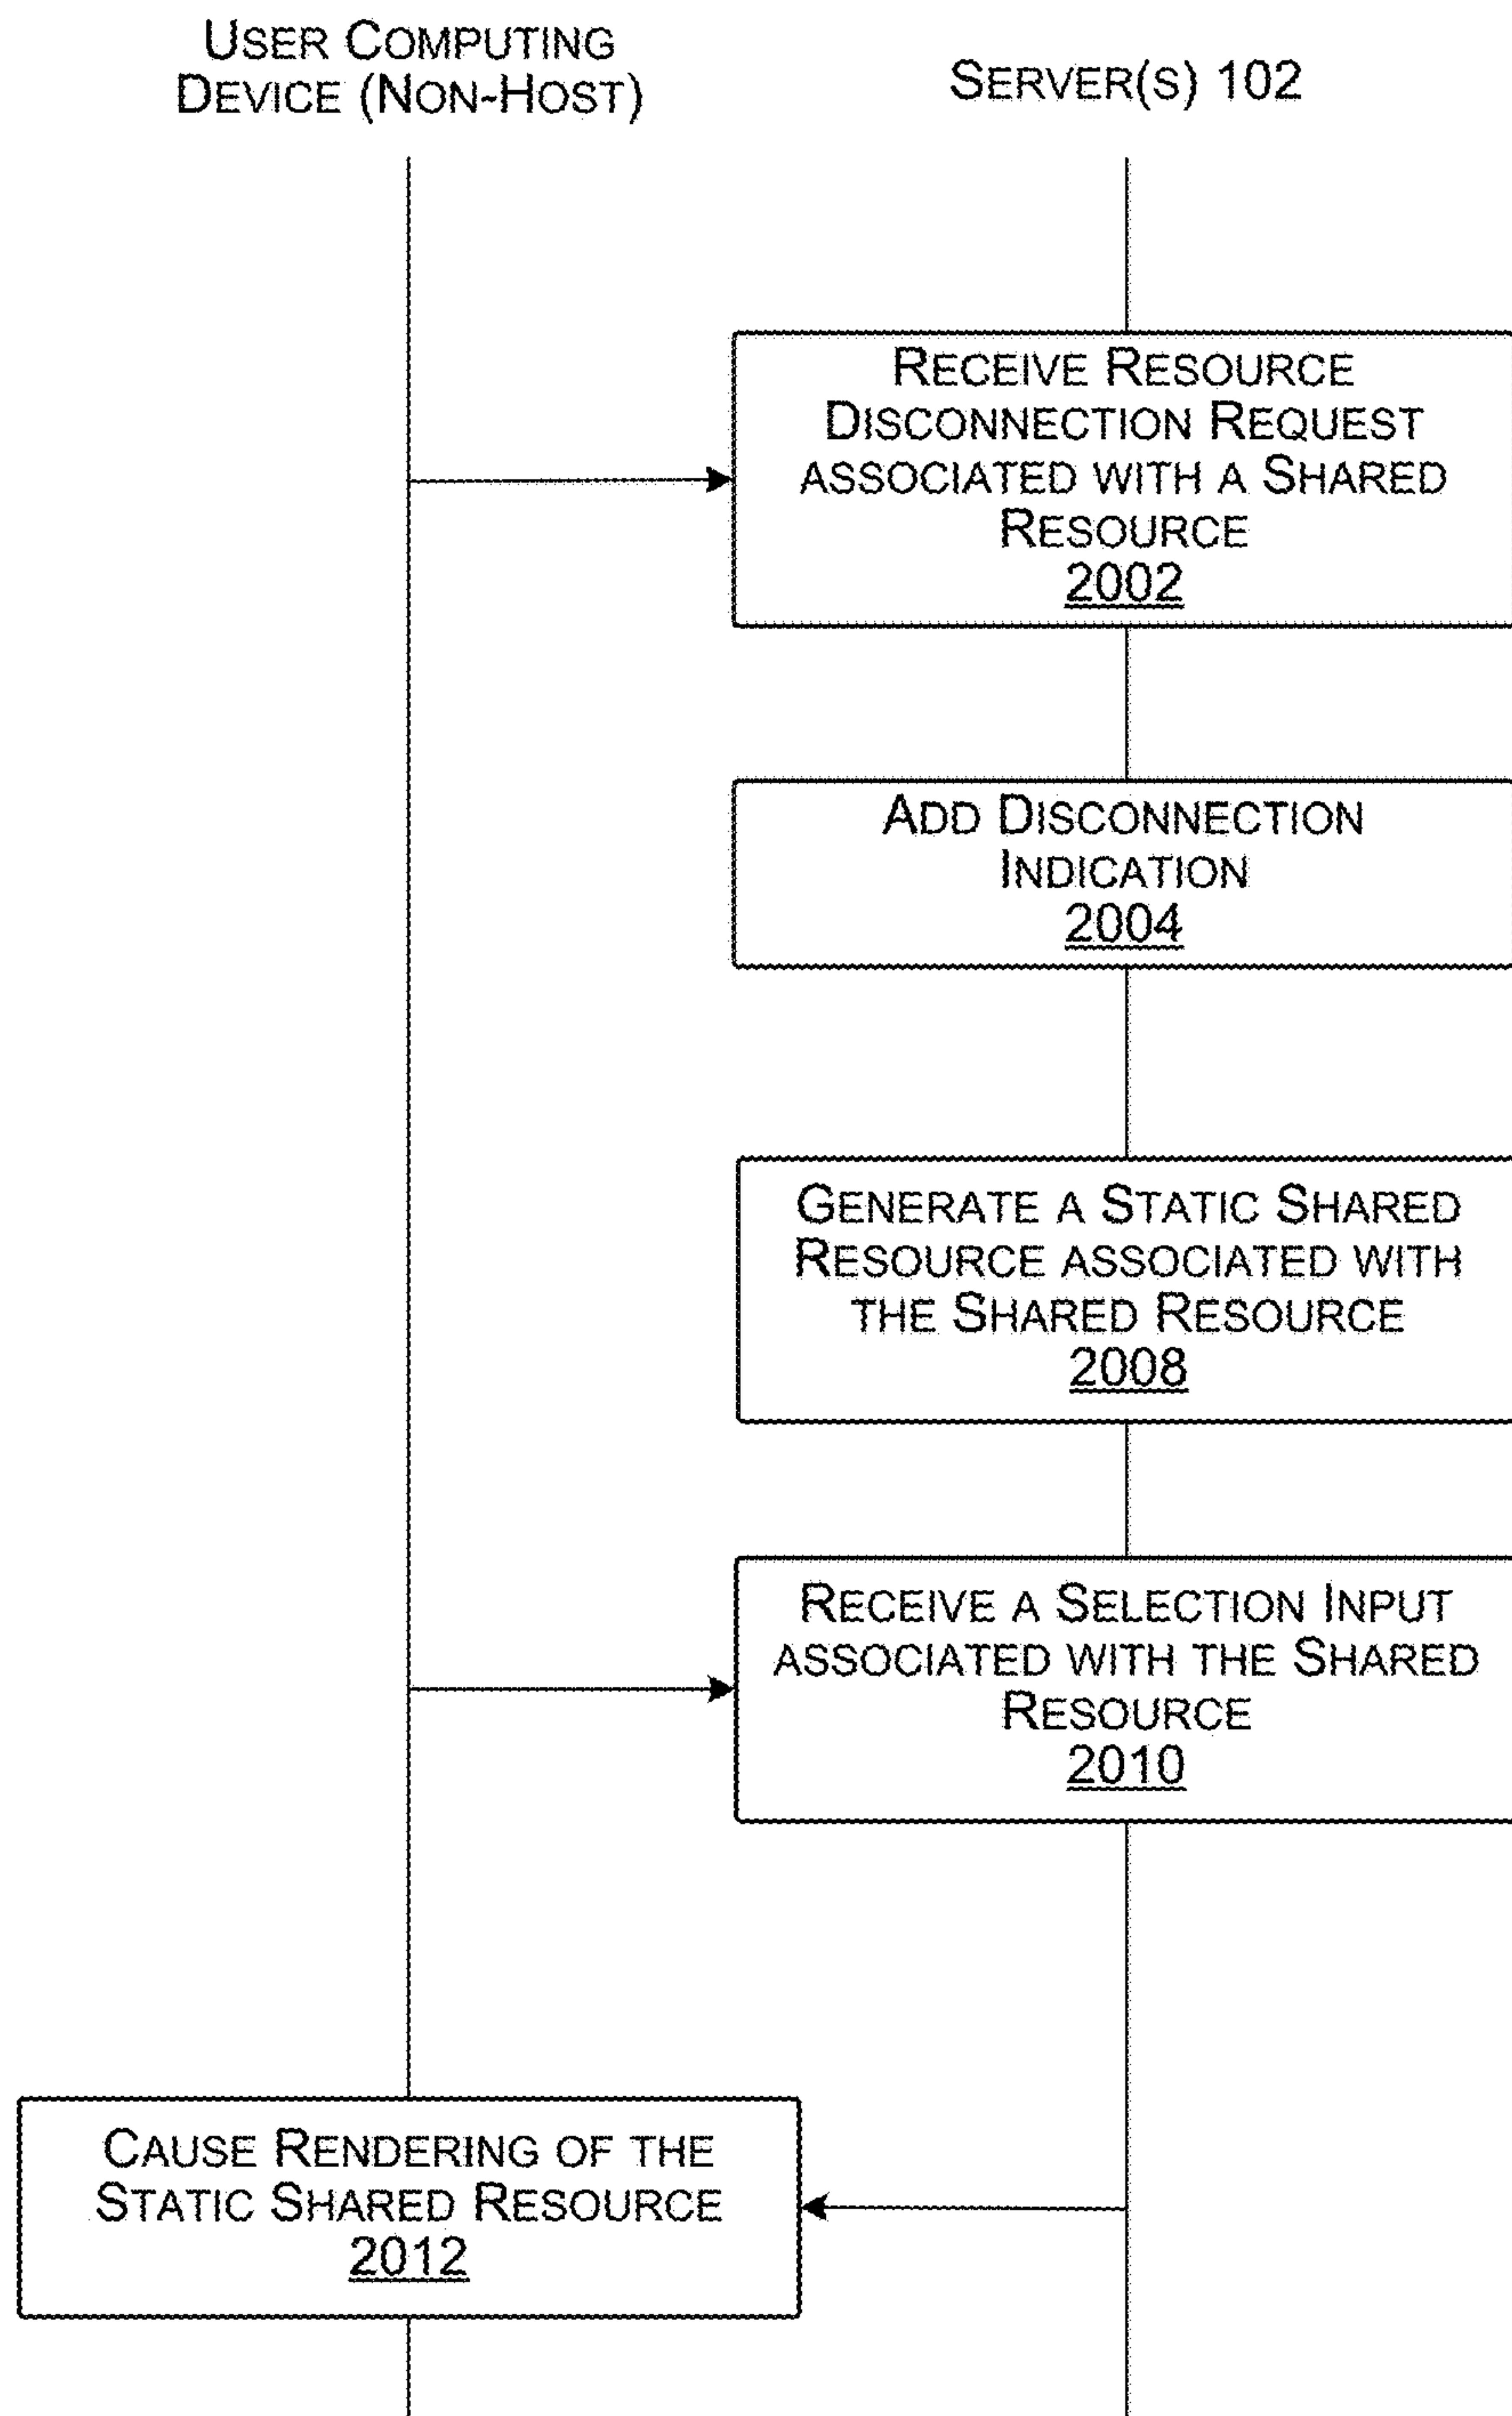 USER COMPUTING
DEVICE (NON-HOST)
SERVER(S) 102
RECEIVE RESOURCE
DISCONNECTION REQUEST
ASSOCIATED WITH A SHARED
RESOURCE
2002
ADD DISCONNECTION
INDICATION
2004
GENERATE A STATIC SHARED
RESOURCE ASSOCIATED WITH
THE SHARED RESOURCE
2008
RECEIVE A SELECTION INPUT
ASSOCIATED WITH THE SHARED
RESOURCE
2010
CAUSE RENDERING OF THE
STATIC SHARED RESOURCE
2012